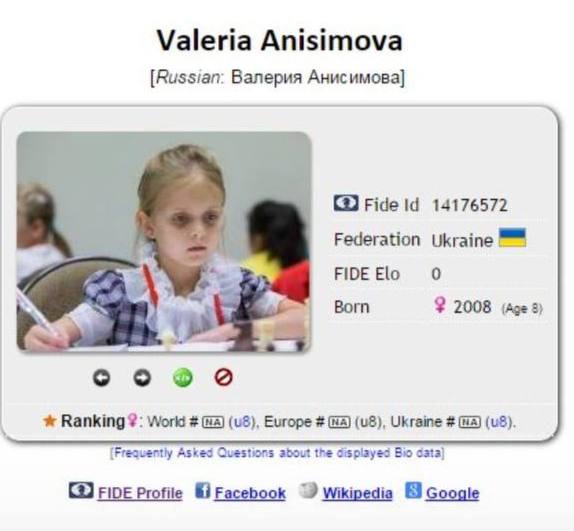 Valeria Anisimova
[Russian: Валерия Анисимова]
Fide Id 14176572
Federation Ukraine
FIDE Elo 0
Born ♀ 2008 (Age 8)
★ Ranking♀: World # NA (u8), Europe # NA (u8), Ukraine # NA (u8).
[Frequently Asked Questions about the displayed Bio data]
FIDE Profile Facebook Wikipedia Google